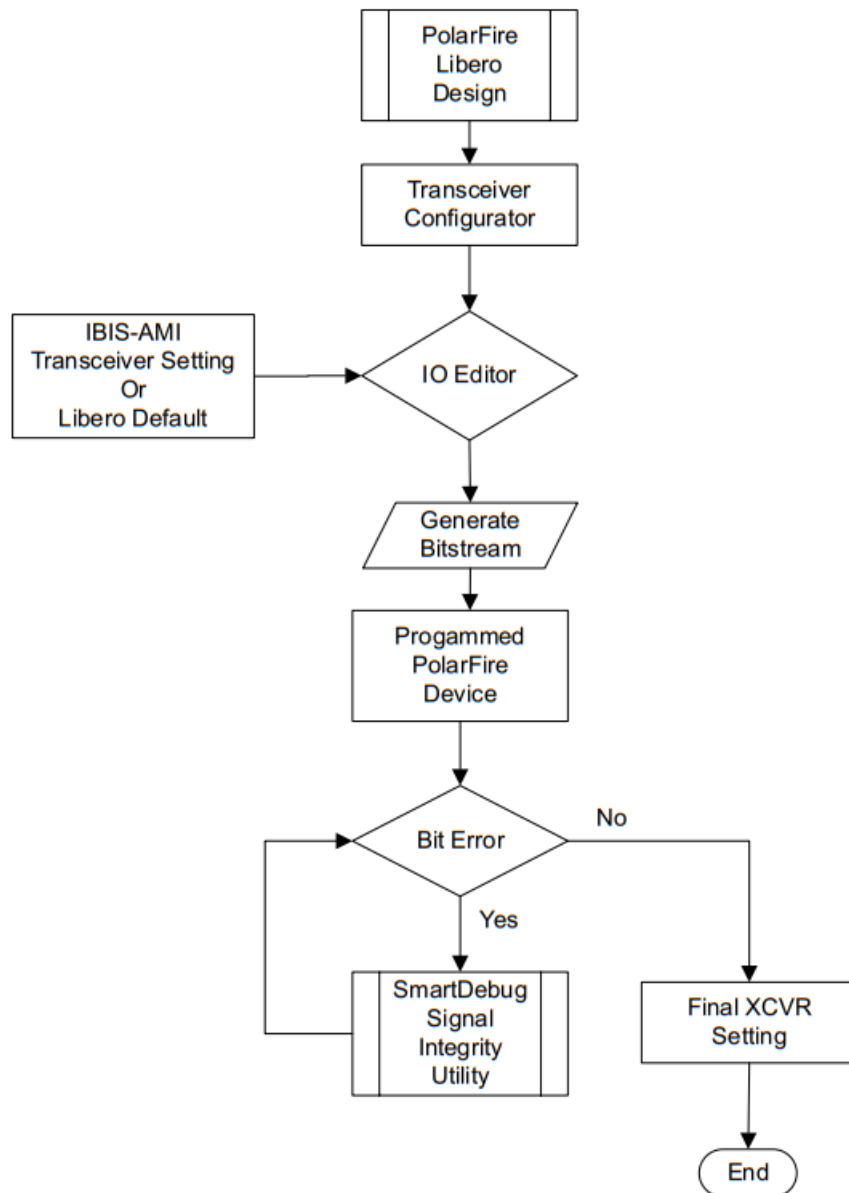 PolarFire
Libero
Design
Transceiver
Configurator
IBIS-AMI
Transceiver Setting
Or
Libero Default
IO Editor
Generate
Bitstream
Progammed
PolarFire
Device
Bit Error
No
Yes
SmartDebug
Signal
Integrity
Utility
Final XCVR
Setting
End